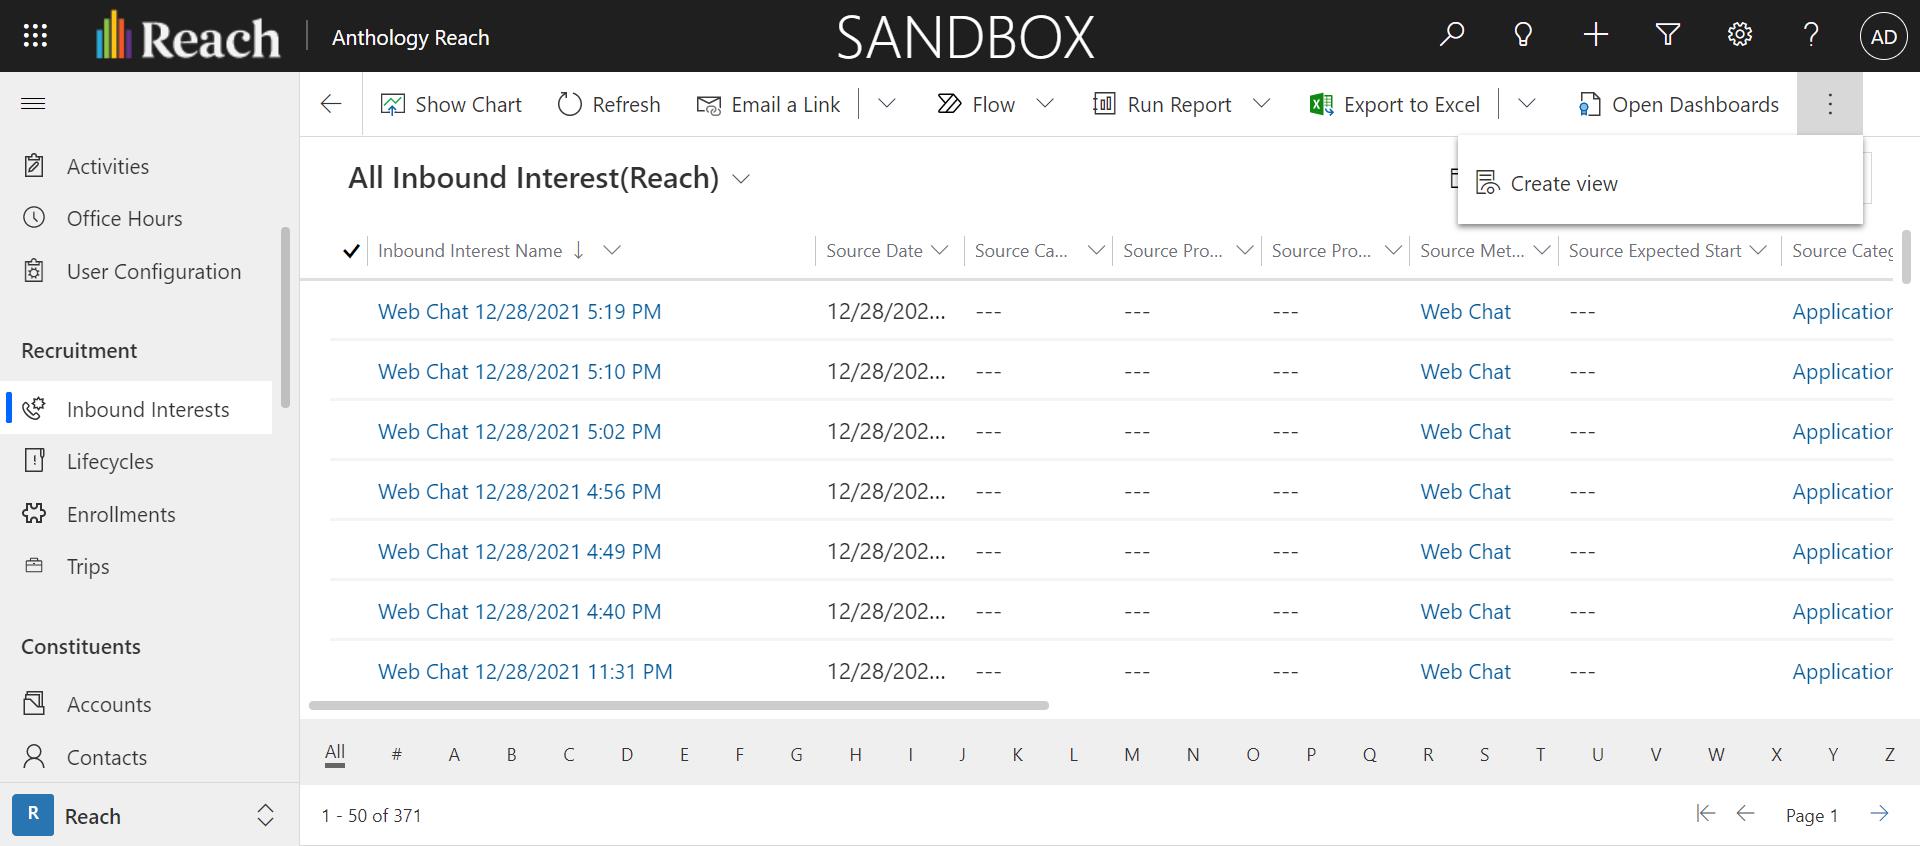 Reach Anthology Reach SANDBOX AD
Show Chart Refresh Email a Link Flow Run Report Export to Excel Open Dashboards
Create view
Activities
Office Hours
User Configuration
Recruitment
Inbound Interests
Lifecycles
Enrollments
Trips
Constituents
Accounts
Contacts
R Reach
All Inbound Interest(Reach)
Inbound Interest Name Source Date Source Ca... Source Pro... Source Pro... Source Met... Source Expected Start Source Categ
Web Chat 12/28/2021 5:19 PM 12/28/202... --- --- --- Web Chat --- Application
Web Chat 12/28/2021 5:10 PM 12/28/202... --- --- --- Web Chat --- Application
Web Chat 12/28/2021 5:02 PM 12/28/202... --- --- --- Web Chat --- Application
Web Chat 12/28/2021 4:56 PM 12/28/202... --- --- --- Web Chat --- Application
Web Chat 12/28/2021 4:49 PM 12/28/202... --- --- --- Web Chat --- Application
Web Chat 12/28/2021 4:40 PM 12/28/202... --- --- --- Web Chat --- Application
Web Chat 12/28/2021 11:31 PM 12/28/202... --- --- --- Web Chat --- Application
All # A B C D E F G H I J K L M N O P Q R S T U V W X Y Z
1 - 50 of 371 Page 1